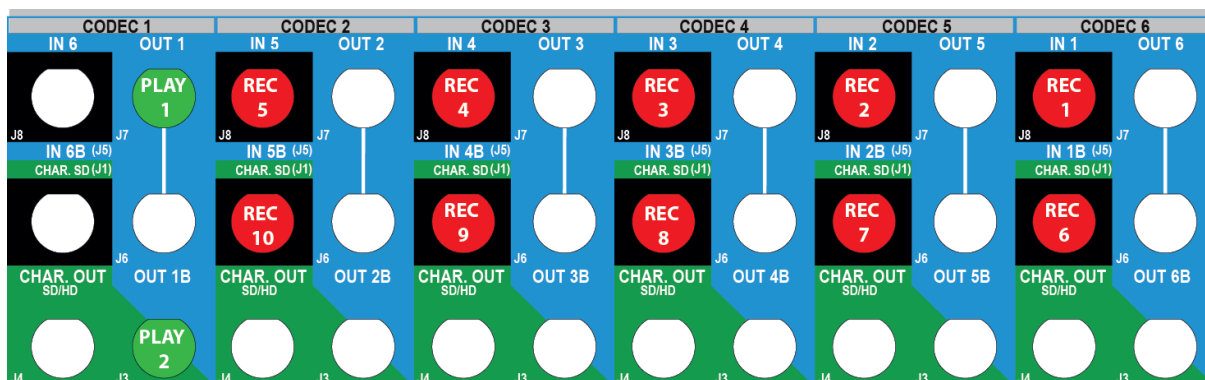 CODEC 1 CODEC 2 CODEC 3 CODEC 4 CODEC 5 CODEC 6
IN 6 OUT 1 IN 5 OUT 2 IN 4 OUT 3 IN 3 OUT 4 IN 2 OUT 5 IN 1 OUT 6
PLAY REC REC REC REC REC
1 5 4 3 2 1
J8 J7 J8 J7 J8 J7 J8 J7 J8 J7 J8 J7
IN 6B (J5) IN 5B (J5) IN 4B (J5) IN 3B (J5) IN 2B (J5) IN 1B (J5)
CHAR. SD (J1) CHAR. SD (J1) CHAR. SD (J1) CHAR. SD (J1) CHAR. SD (J1) CHAR. SD (J1)
REC REC REC REC REC
10 9 8 7 6
J6 J6 J6 J6 J6 J6
CHAR. OUT OUT 1B CHAR. OUT OUT 2B CHAR. OUT OUT 3B CHAR. OUT OUT 4B CHAR. OUT OUT 5B CHAR. OUT OUT 6B
SD/HD SD/HD SD/HD SD/HD SD/HD SD/HD
PLAY
2
J4 J3 J4 J3 J4 J3 J4 J3 J4 J3 J4 J3